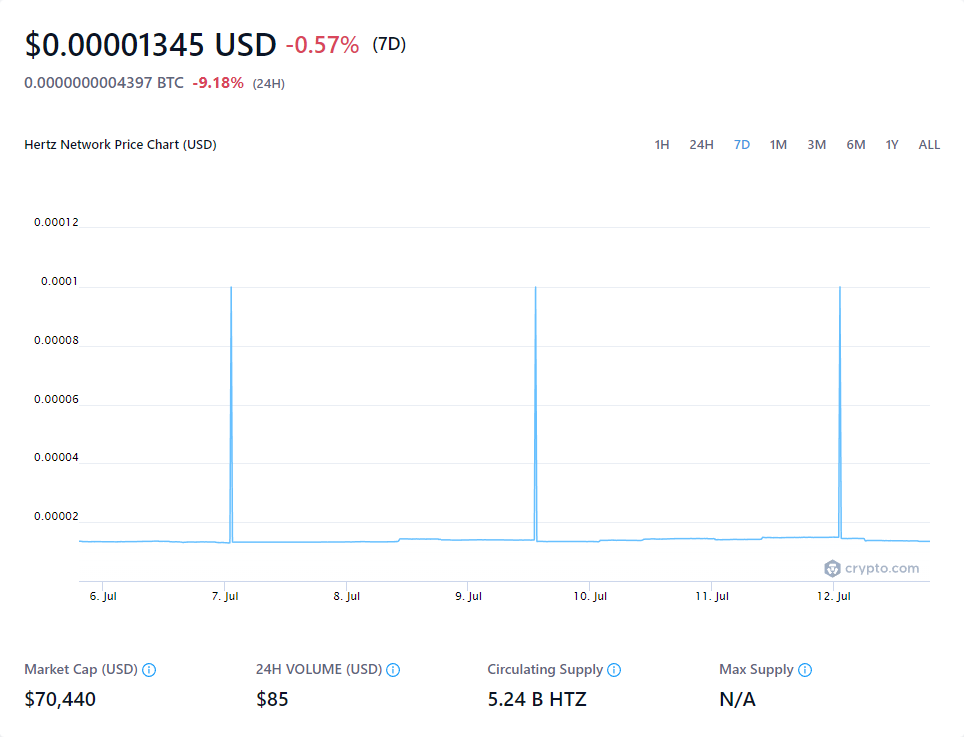 $0.00001345 USD -0.57% (7D)
0.0000000004397 BTC -9.18% (24H)
Hertz Network Price Chart (USD) 1H 24H 7D 1M 3M 6M 1Y ALL
0.00012
0.0001
0.00008
0.00006
0.00004
0.00002
crypto.com
6. Jul 7. Jul 8. Jul 9. Jul 10. Jul 11. Jul 12. Jul
Market Cap (USD) 24H VOLUME (USD) Circulating Supply Max Supply
$70,440 $85 5.24 B HTZ N/A